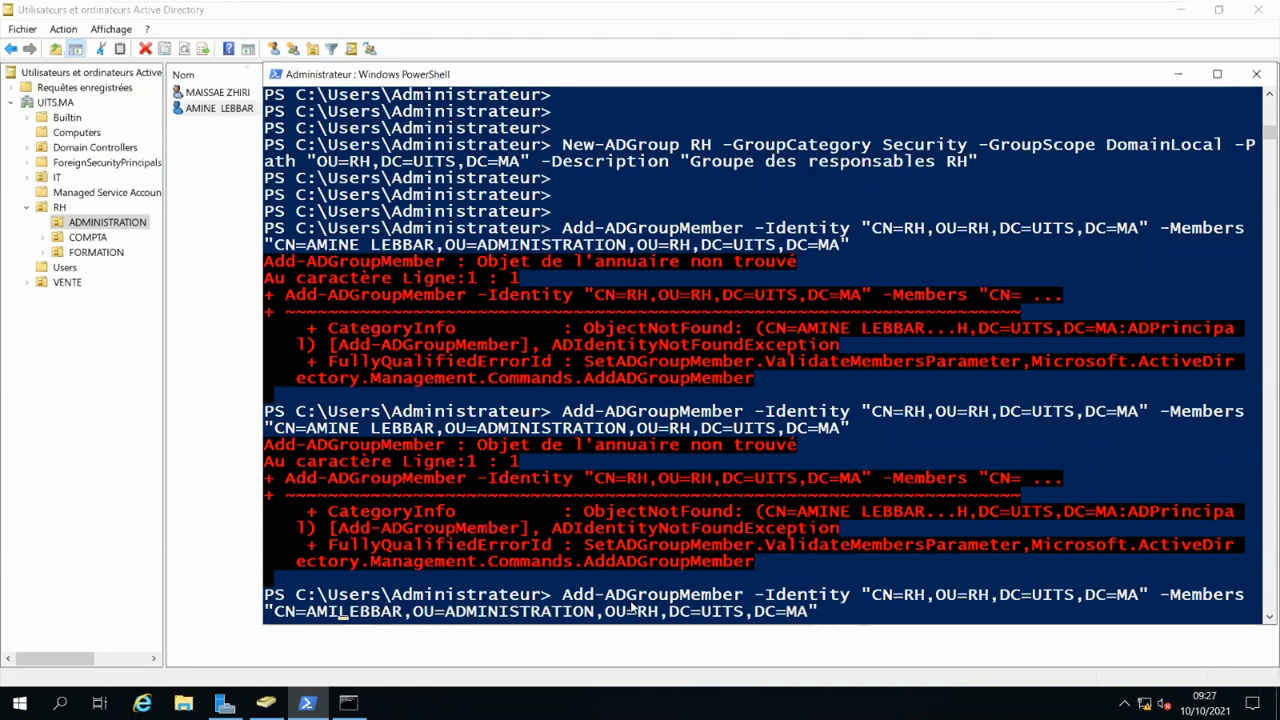 Utilisateurs et ordinateurs Active Directory
Fichier Action Affichage ?
Utilisateurs et ordinateurs Active
Requêtes enregistrées
UITS.MA
Builtin
Computers
Domain Controllers
ForeignSecurityPrincipals
IT
Managed Service Accoun
RH
ADMINISTRATION
COMPTA
FORMATION
Users
VENTE
Nom
MAISSAE ZHIRI
AMINE LEBBAR
Administrateur : Windows PowerShell
PS C:\Users\Administrateur>
PS C:\Users\Administrateur>
PS C:\Users\Administrateur>
PS C:\Users\Administrateur> New-ADGroup RH -GroupCategory Security -GroupScope DomainLocal -P
ath "OU=RH,DC=UITS,DC=MA" -Description "Groupe des responsables RH"
PS C:\Users\Administrateur>
PS C:\Users\Administrateur>
PS C:\Users\Administrateur>
PS C:\Users\Administrateur> Add-ADGroupMember -Identity "CN=RH,OU=RH,DC=UITS,DC=MA" -Members
"CN=AMINE LEBBAR,OU=ADMINISTRATION,OU=RH,DC=UITS,DC=MA"
Add-ADGroupMember : Objet de l'annuaire non trouvé
Au caractère Ligne:1 : 1
+ Add-ADGroupMember -Identity "CN=RH,OU=RH,DC=UITS,DC=MA" -Members "CN= ...
+ ~~~~~~~~~~~~~~~~~~~~~~~~~~~~~~~~~~~~~~~~~~~~~~~~~~~~~~~~~~~~~~~~~~~~~
+ CategoryInfo : ObjectNotFound: (CN=AMINE LEBBAR...H,DC=UITS,DC=MA:ADPrincipa
l) [Add-ADGroupMember], ADIdentityNotFoundException
+ FullyQualifiedErrorId : SetADGroupMember.ValidateMembersParameter,Microsoft.ActiveDir
ectory.Management.Commands.AddADGroupMember
PS C:\Users\Administrateur> Add-ADGroupMember -Identity "CN=RH,OU=RH,DC=UITS,DC=MA" -Members
"CN=AMINE LEBBAR,OU=ADMINISTRATION,OU=RH,DC=UITS,DC=MA"
Add-ADGroupMember : Objet de l'annuaire non trouvé
Au caractère Ligne:1 : 1
+ Add-ADGroupMember -Identity "CN=RH,OU=RH,DC=UITS,DC=MA" -Members "CN= ...
+ ~~~~~~~~~~~~~~~~~~~~~~~~~~~~~~~~~~~~~~~~~~~~~~~~~~~~~~~~~~~~~~~~~~~~~
+ CategoryInfo : ObjectNotFound: (CN=AMINE LEBBAR...H,DC=UITS,DC=MA:ADPrincipa
l) [Add-ADGroupMember], ADIdentityNotFoundException
+ FullyQualifiedErrorId : SetADGroupMember.ValidateMembersParameter,Microsoft.ActiveDir
ectory.Management.Commands.AddADGroupMember
PS C:\Users\Administrateur> Add-ADGroupMember -Identity "CN=RH,OU=RH,DC=UITS,DC=MA" -Members
"CN=AMILEBBAR,OU=ADMINISTRATION,OU=RH,DC=UITS,DC=MA"
09:27
10/10/2021